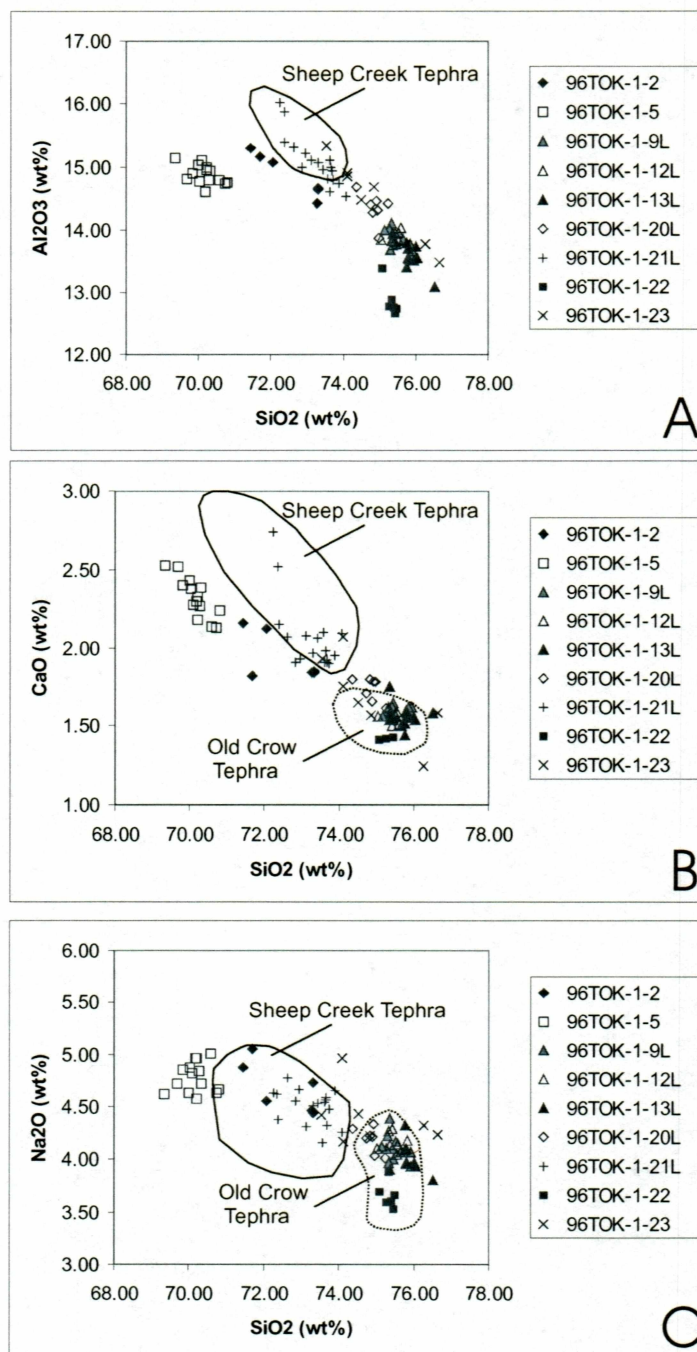 17.00
16.00
15.00
14.00
13.00
12.00
Al2O3 (wt%)
Sheep Creek Tephra
68.00 70.00 72.00 74.00 76.00 78.00
SiO2 (wt%)
96TOK-1-2
96TOK-1-5
96TOK-1-9L
96TOK-1-12L
96TOK-1-13L
96TOK-1-20L
96TOK-1-21L
96TOK-1-22
96TOK-1-23
A
3.00
2.50
2.00
1.50
1.00
CaO (wt%)
Sheep Creek Tephra
Old Crow
Tephra
68.00 70.00 72.00 74.00 76.00 78.00
SiO2 (wt%)
96TOK-1-2
96TOK-1-5
96TOK-1-9L
96TOK-1-12L
96TOK-1-13L
96TOK-1-20L
96TOK-1-21L
96TOK-1-22
96TOK-1-23
B
6.00
5.50
5.00
4.50
4.00
3.50
3.00
Na2O (wt%)
Sheep Creek Tephra
Old Crow
Tephra
68.00 70.00 72.00 74.00 76.00 78.00
SiO2 (wt%)
96TOK-1-2
96TOK-1-5
96TOK-1-9L
96TOK-1-12L
96TOK-1-13L
96TOK-1-20L
96TOK-1-21L
96TOK-1-22
96TOK-1-23
C